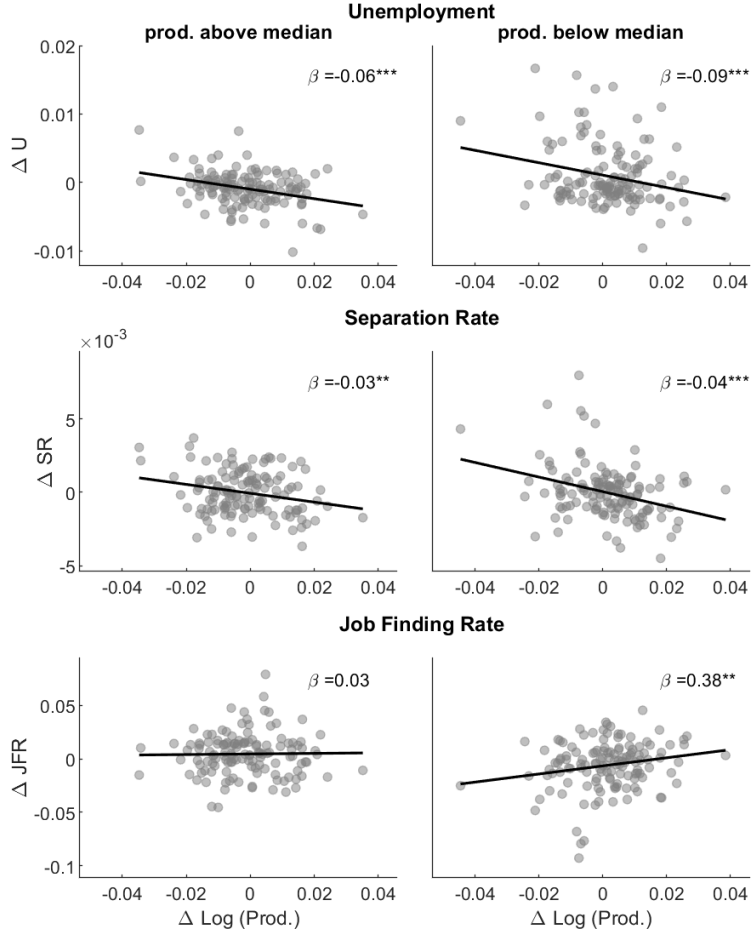 Unemployment
prod. above median
prod. below median
0.02
0.01
0
-0.01
Δ U
β =-0.06***
β =-0.09***
-0.04 -0.02 0 0.02 0.04
-0.04 -0.02 0 0.02 0.04
Separation Rate
×10⁻³
5
0
-5
Δ SR
β =-0.03**
β =-0.04***
-0.04 -0.02 0 0.02 0.04
-0.04 -0.02 0 0.02 0.04
Job Finding Rate
0.05
0
-0.05
-0.1
Δ JFR
β =0.03
β =0.38**
-0.04 -0.02 0 0.02 0.04
-0.04 -0.02 0 0.02 0.04
Δ Log (Prod.)
Δ Log (Prod.)